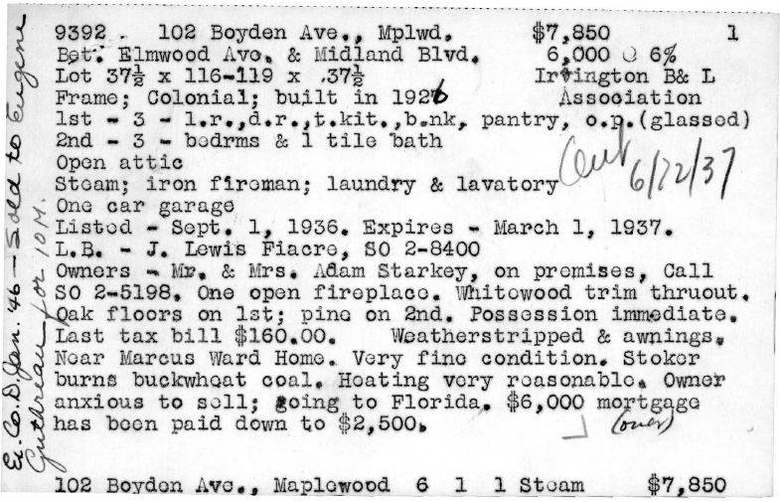 9392 . 102 Boyden Ave., Mplwd. $7,850 1
Bet. Elmwood Ave. & Midland Blvd. 6,000 @ 6%
Lot 37½ x 116-119 x .37½ Irvington B& L
Frame; Colonial; built in 1926 Association
1st - 3 - l.r.,d.r.,t.kit.,b.nk, pantry, o.p.(glassed)
2nd - 3 - bedrms & 1 tile bath
Open attic
Steam; iron fireman; laundry & lavatory
Out 6/22/37
One car garage
Listed - Sept. 1, 1936. Expires - March 1, 1937.
L.B. - J. Lewis Fiacre, SO 2-8400
Owners - Mr. & Mrs. Adam Starkey, on premises, Call
SO 2-5198. One open fireplace. Whitewood trim thruout.
Oak floors on 1st; pine on 2nd. Possession immediate.
Last tax bill $160.00. Weatherstripped & awnings.
Near Marcus Ward Home. Very fine condition. Stoker
burns buckwheat coal. Heating very reasonable. Owner
anxious to sell; going to Florida. $6,000 mortgage
has been paid down to $2,500.
(over)
102 Boyden Ave., Maplewood 6 1 1 Steam $7,850
Ex. Co. D. Jan. 46 - Sold to Eugene
for 10M.